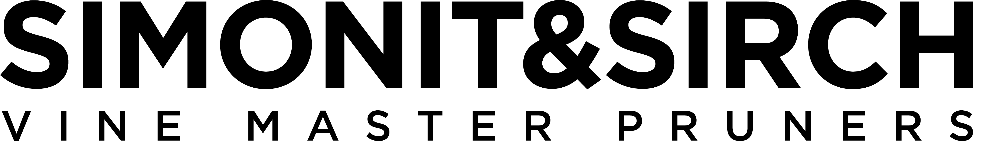 SIMONIT&SIRCH
VINE MASTER PRUNERS